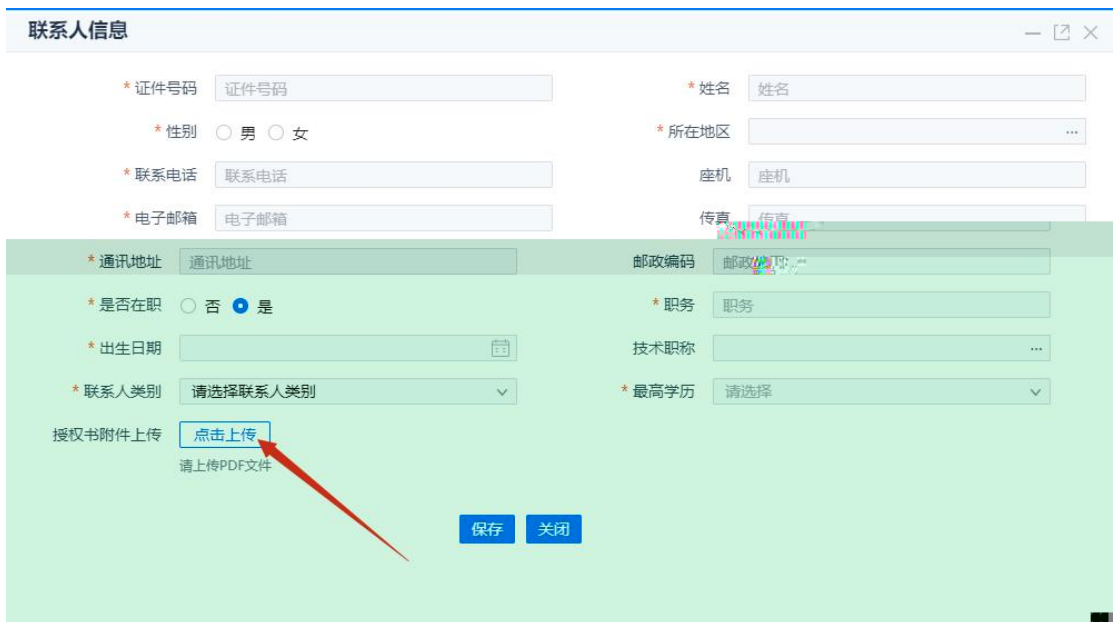 联系人信息
* 证件号码 证件号码 * 姓名 姓名
* 性别 男 女 * 所在地区 ...
* 联系电话 联系电话 座机 座机
* 电子邮箱 电子邮箱 传真 传真
* 通讯地址 通讯地址 邮政编码 邮政
* 是否在职 否 是 * 职务 职务
* 出生日期 技术职称 ...
* 联系人类别 请选择联系人类别 * 最高学历 请选择
授权书附件上传 点击上传
请上传PDF文件
保存 关闭